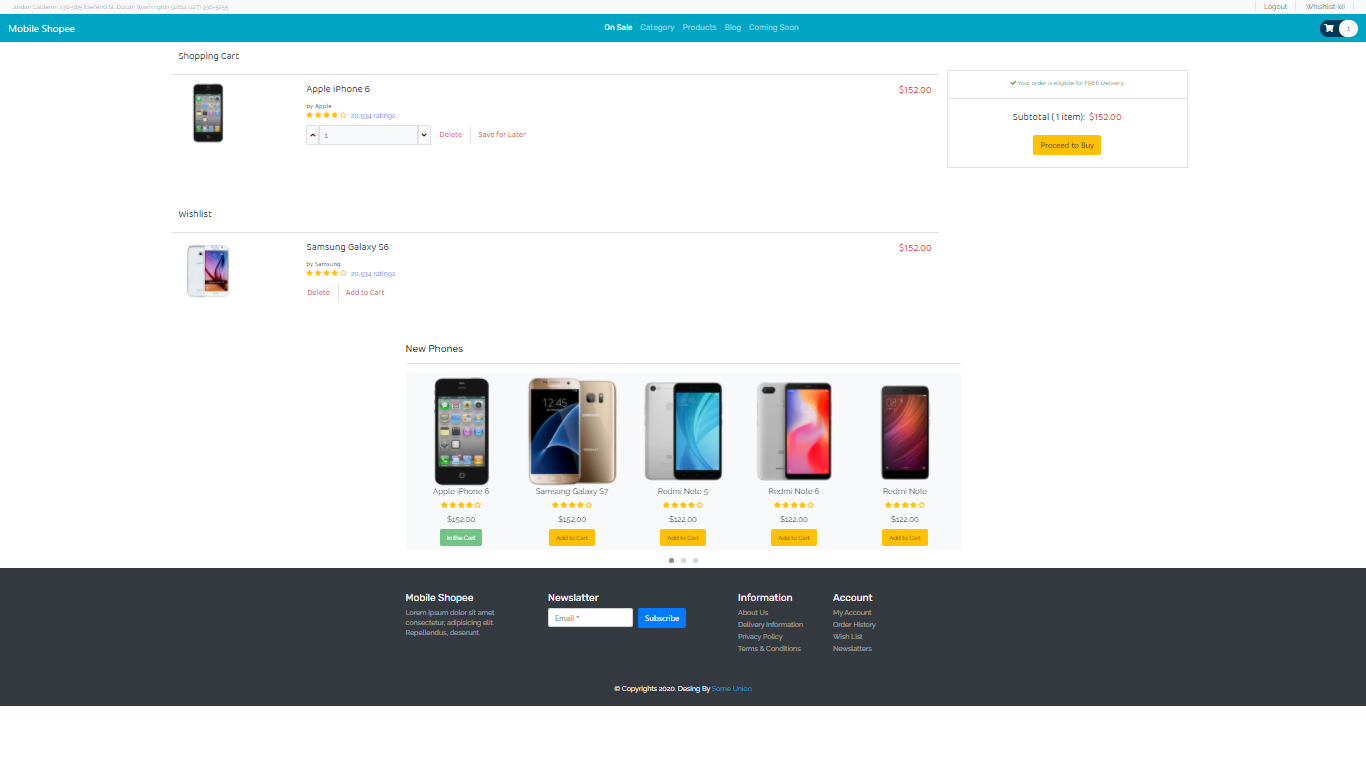 Jordan Calderon 430-985 Eleifend St. Duluth Washington 92611 (427) 930-5255
Logout
Whishlist (0)
Mobile Shopee
On Sale
Category
Products
Blog
Coming Soon
1
Shopping Cart
Apple iPhone 6
$152.00
by Apple
20,534 ratings
1
Delete
Save for Later
Your order is eligible for FREE Delivery.
Subtotal ( 1 item): $152.00
Proceed to Buy
Wishlist
Samsung Galaxy S6
$152.00
by Samsung
20,534 ratings
Delete
Add to Cart
New Phones
12:45
Apple iPhone 6
Samsung Galaxy S7
Redmi Note 5
Redmi Note 6
Redmi Note
$152.00
$152.00
$122.00
$122.00
$122.00
In the Cart
Add to Cart
Add to Cart
Add to Cart
Add to Cart
Mobile Shopee
Lorem ipsum dolor sit amet
consectetur, adipisicing elit.
Repellendus, deserunt.
Newslatter
Email *
Subscribe
Information
About Us
Delivery Information
Privacy Policy
Terms & Conditions
Account
My Account
Order History
Wish List
Newslatters
© Copyrights 2020. Desing By Some Union